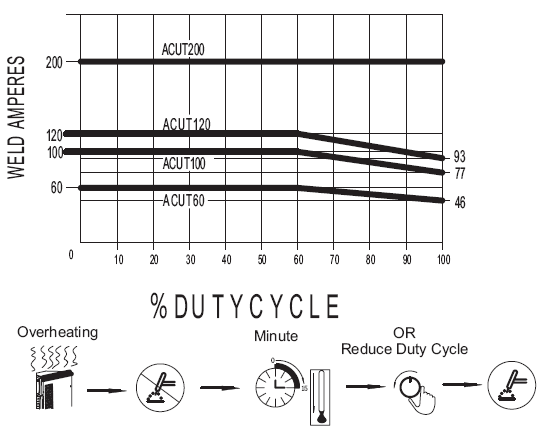 WELD AMPERES
200
120
100
60
ACUT200
ACUT120
ACUT100
ACUT60
93
77
46
0 10 20 30 40 50 60 70 80 90 100
%DUTYCYCLE
Overheating
Minute
OR
Reduce Duty Cycle
0
15